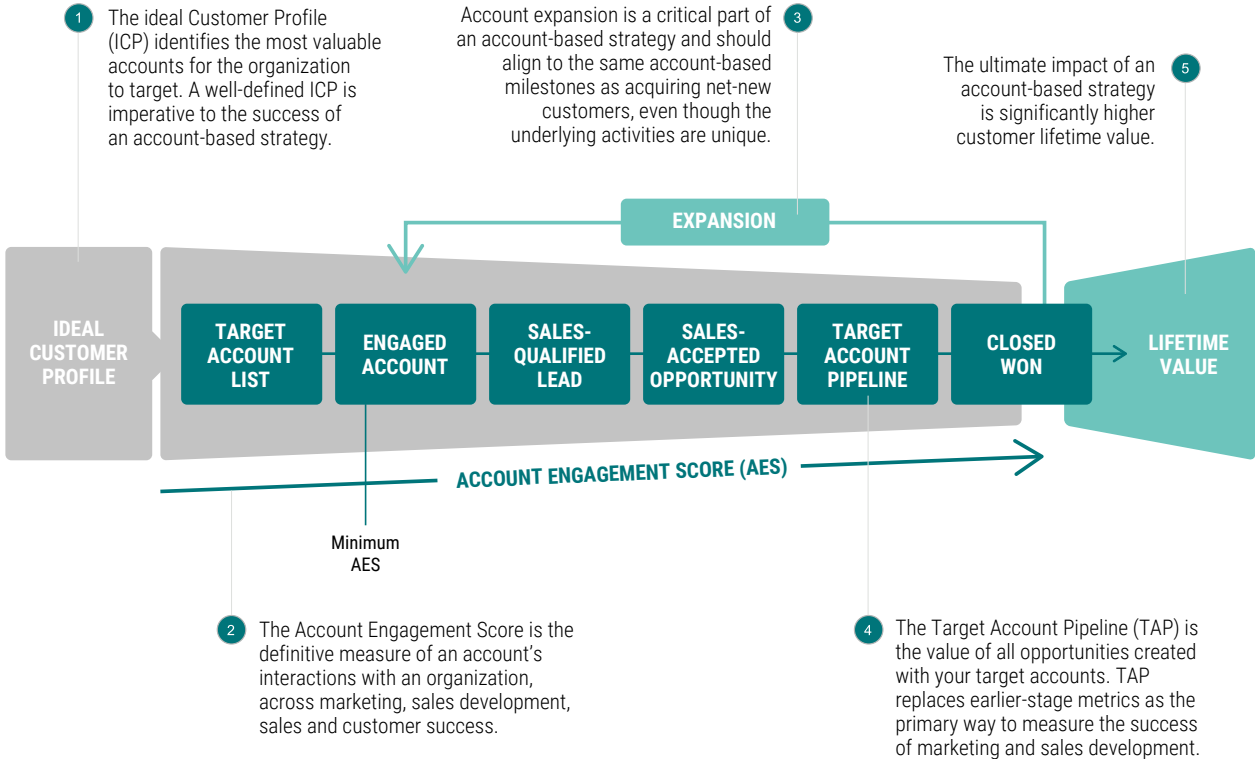 1
The ideal Customer Profile
(ICP) identifies the most valuable
accounts for the organization
to target. A well-defined ICP is
imperative to the success of
an account-based strategy.
Account expansion is a critical part of
an account-based strategy and should
align to the same account-based
milestones as acquiring net-new
customers, even though the
underlying activities are unique.
3
The ultimate impact of an
account-based strategy
is significantly higher
customer lifetime value.
5
EXPANSION
IDEAL
CUSTOMER
PROFILE
TARGET
ACCOUNT
LIST
ENGAGED
ACCOUNT
SALES-
QUALIFIED
LEAD
SALES-
ACCEPTED
OPPORTUNITY
TARGET
ACCOUNT
PIPELINE
CLOSED
WON
LIFETIME
VALUE
ACCOUNT ENGAGEMENT SCORE (AES)
Minimum
AES
2
The Account Engagement Score is the
definitive measure of an account’s
interactions with an organization,
across marketing, sales development,
sales and customer success.
4
The Target Account Pipeline (TAP) is
the value of all opportunities created
with your target accounts. TAP
replaces earlier-stage metrics as the
primary way to measure the success
of marketing and sales development.